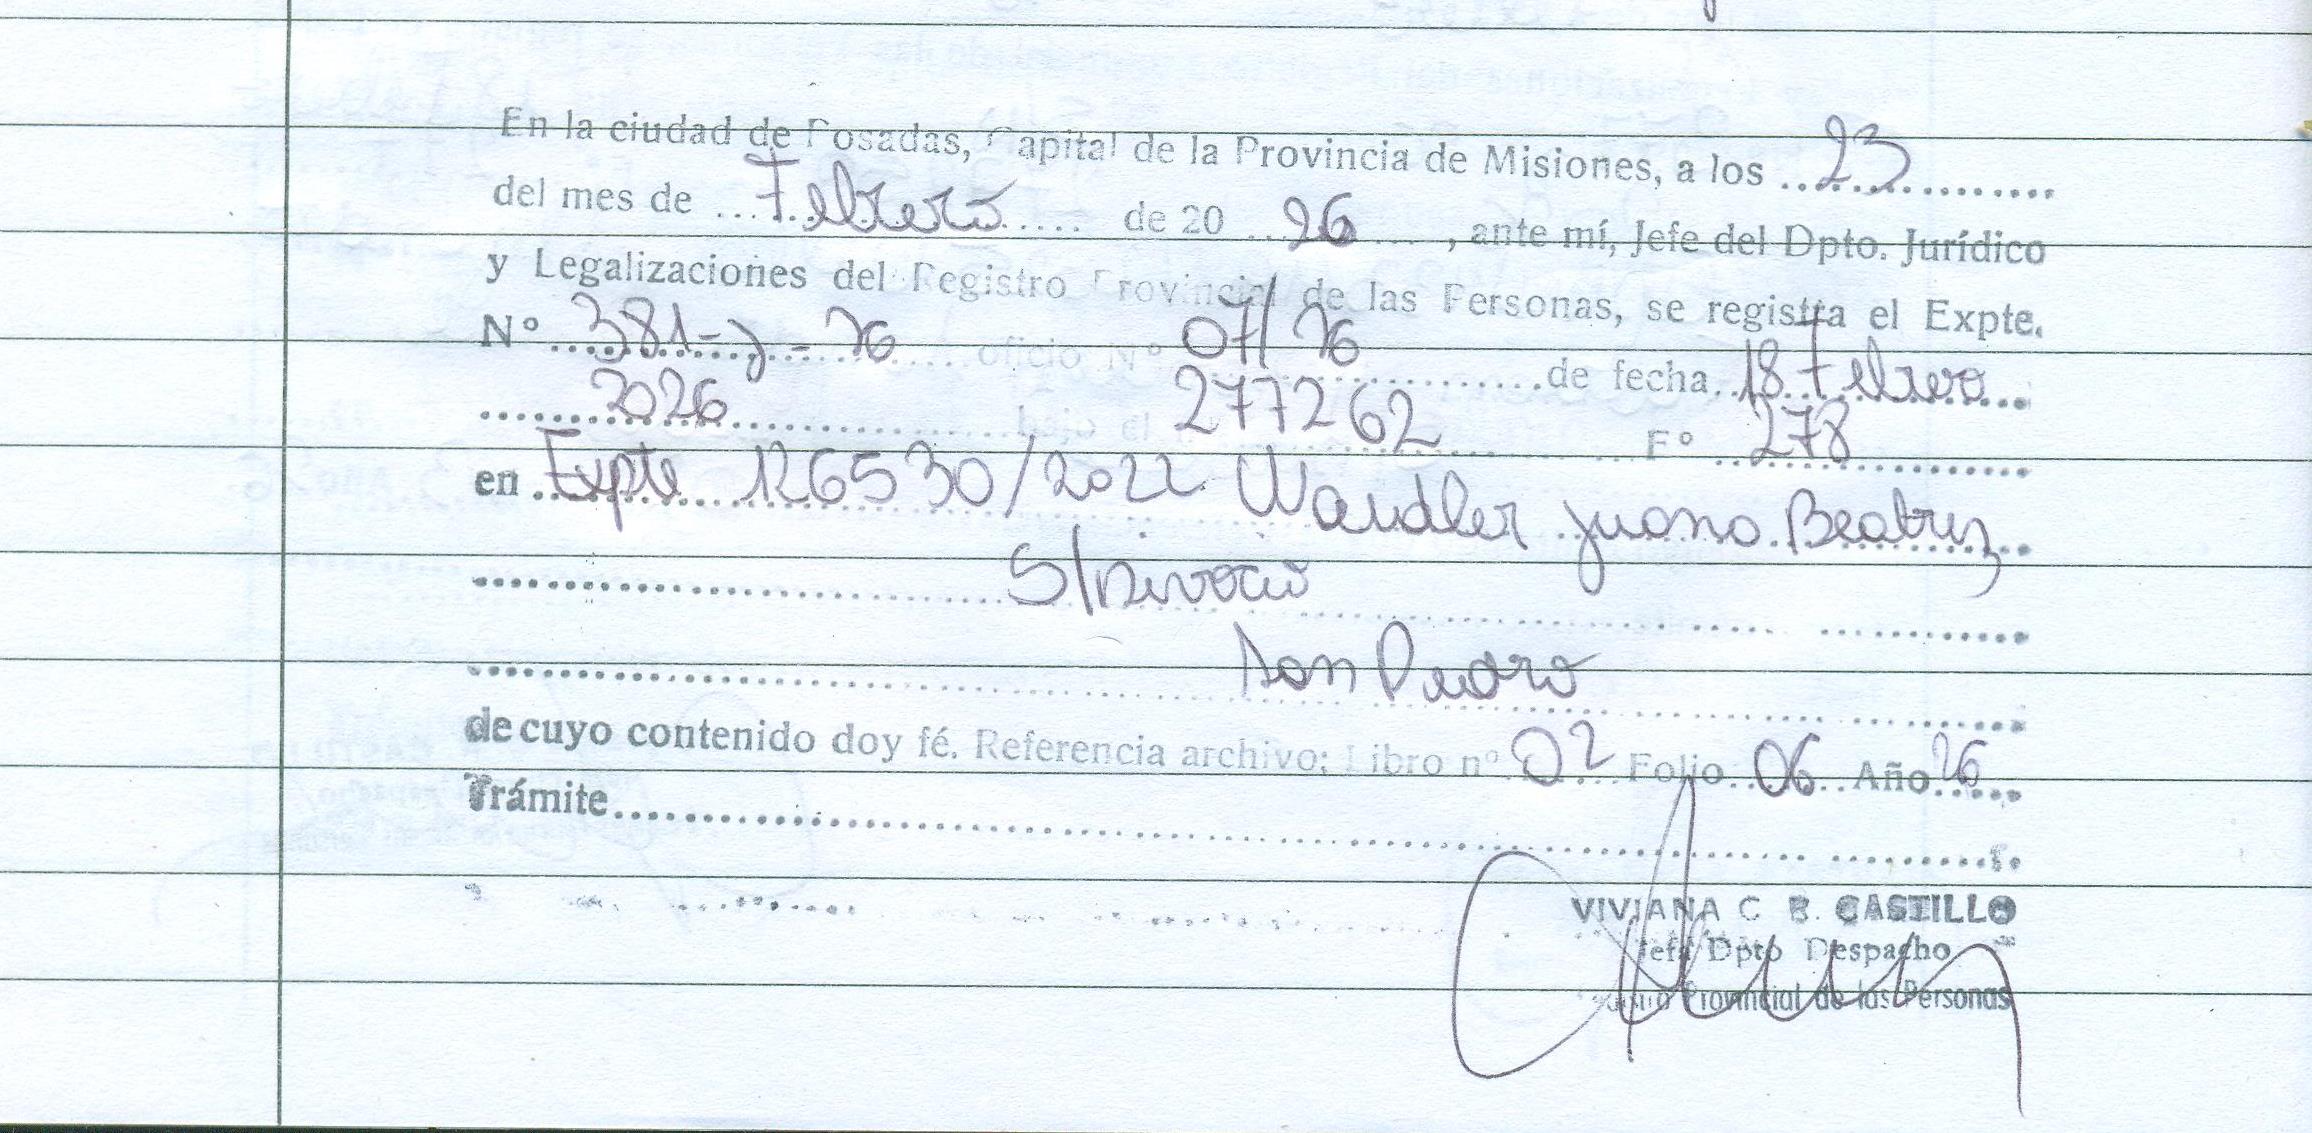 En la ciudad de Posadas, Capital de la Provincia de Misiones, a los 23
del mes de Febrero de 20 26, ante mí, Jefe del Dpto. Jurídico
y Legalizaciones del Registro Provincial de las Personas, se registra el Expte.
N° 381-J-26 oficio N° 07/26 de fecha 18 Febrero
2026 bajo el 277262 F° 278
en Expte 126530/2022 Wandler Juana Beatriz
S/Divorcio
San Pedro
de cuyo contenido doy fé. Referencia archivo: Libro n° 02 Folio 06 Año 26
Trámite
VIVIANA C B. CASTILLO
Jefa Dpto Despacho
Provincial de las Personas